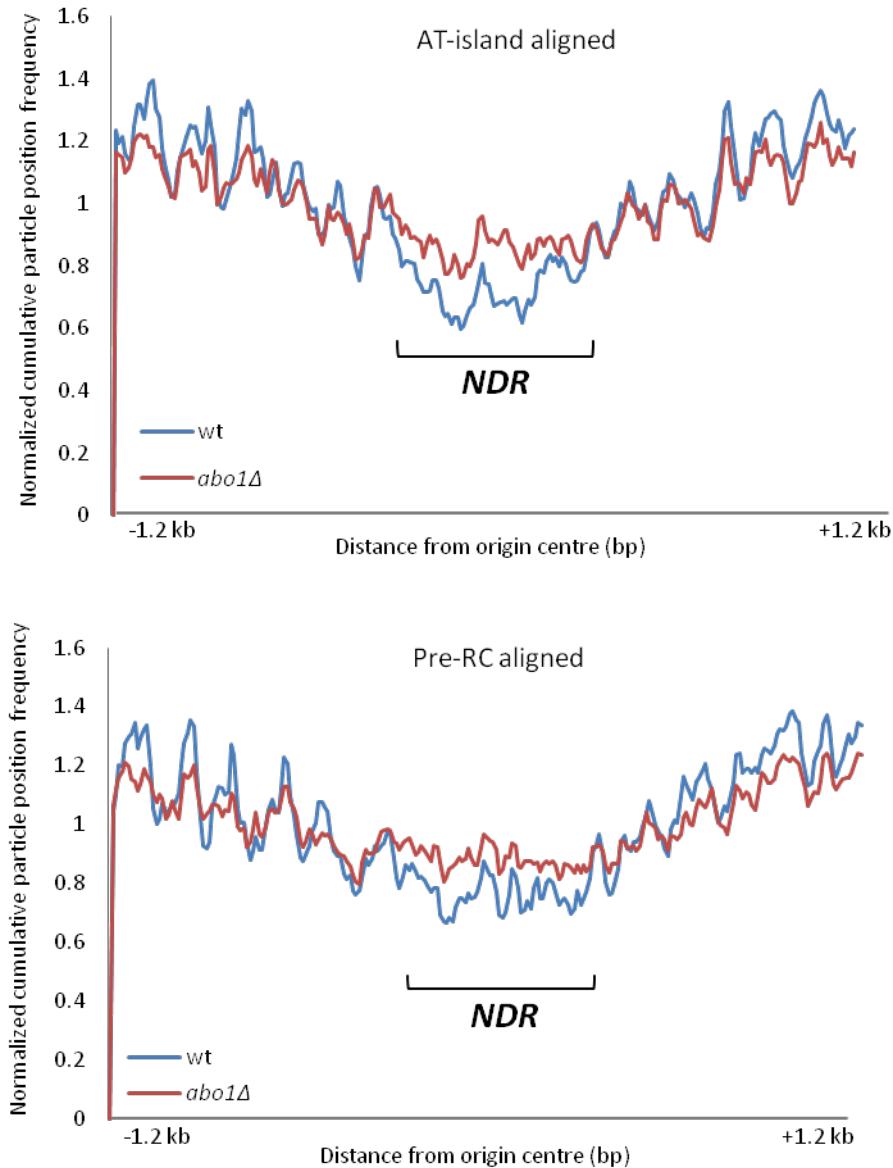 AT-island aligned
Normalized cumulative particle position frequency
1.6
1.4
1.2
1
0.8
0.6
0.4
0.2
0
NDR
wt
abo1Δ
-1.2 kb
+1.2 kb
Distance from origin centre (bp)
Pre-RC aligned
Normalized cumulative particle position frequency
1.6
1.4
1.2
1
0.8
0.6
0.4
0.2
0
NDR
wt
abo1Δ
-1.2 kb
+1.2 kb
Distance from origin centre (bp)